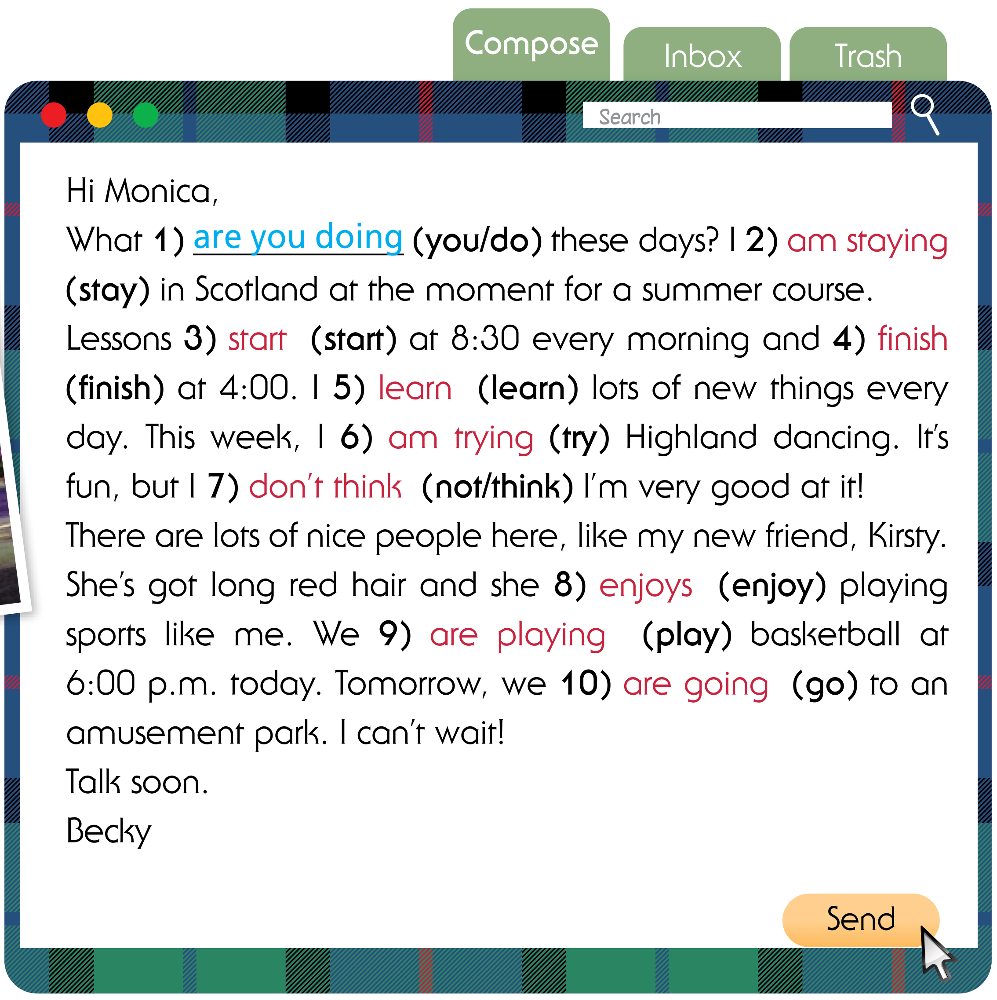 Compose
Inbox
Trash
Search
Hi Monica,
What 1) are you doing (you/do) these days? I 2) am staying
(stay) in Scotland at the moment for a summer course.
Lessons 3) start (start) at 8:30 every morning and 4) finish
(finish) at 4:00. I 5) learn (learn) lots of new things every
day. This week, I 6) am trying (try) Highland dancing. It's
fun, but I 7) don't think (not/think) I'm very good at it!
There are lots of nice people here, like my new friend, Kirsty.
She's got long red hair and she 8) enjoys (enjoy) playing
sports like me. We 9) are playing (play) basketball at
6:00 p.m. today. Tomorrow, we 10) are going (go) to an
amusement park. I can't wait!
Talk soon.
Becky
Send